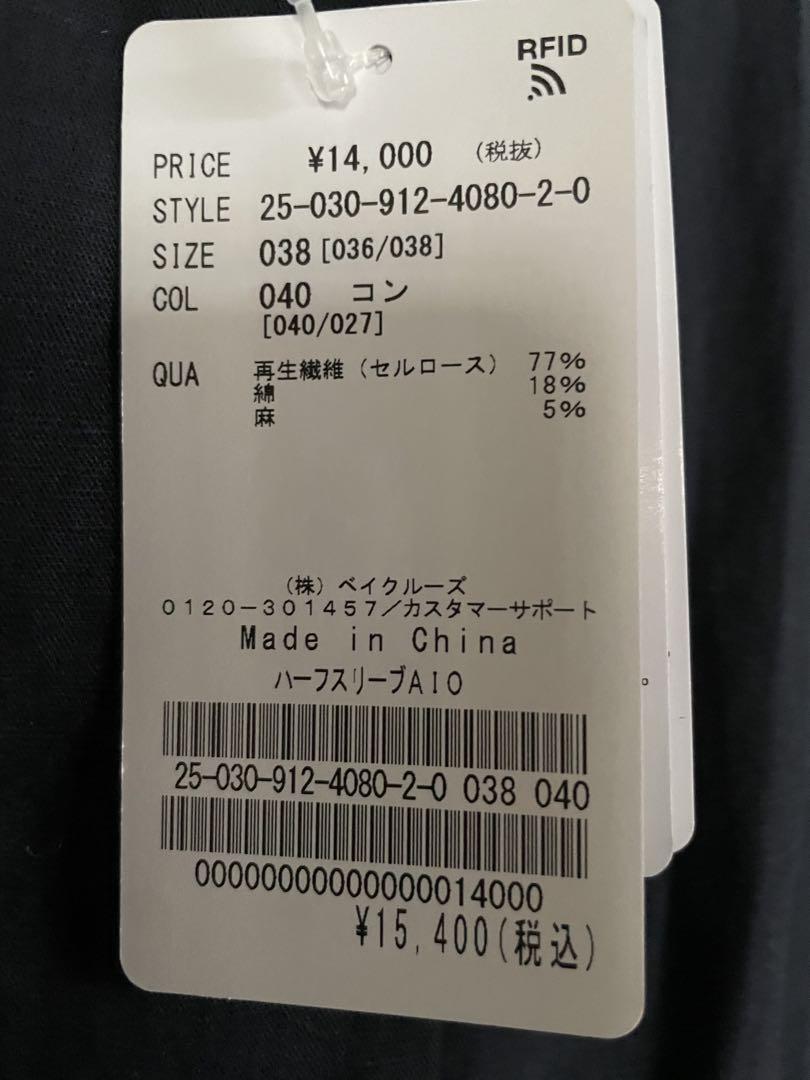 RFID
PRICE ¥14,000 (税抜)
STYLE 25-030-912-4080-2-0
SIZE 038 [036/038]
COL 040 コン
[040/027]
QUA 再生繊維(セルロース) 77%
綿 18%
麻 5%
(株)ベイクルーズ
0120-301457/カスタマーサポート
Made in China
ハーフスリーブAIO
25-030-912-4080-2-0 038 040
00000000000000014000
¥15,400(税込)
。